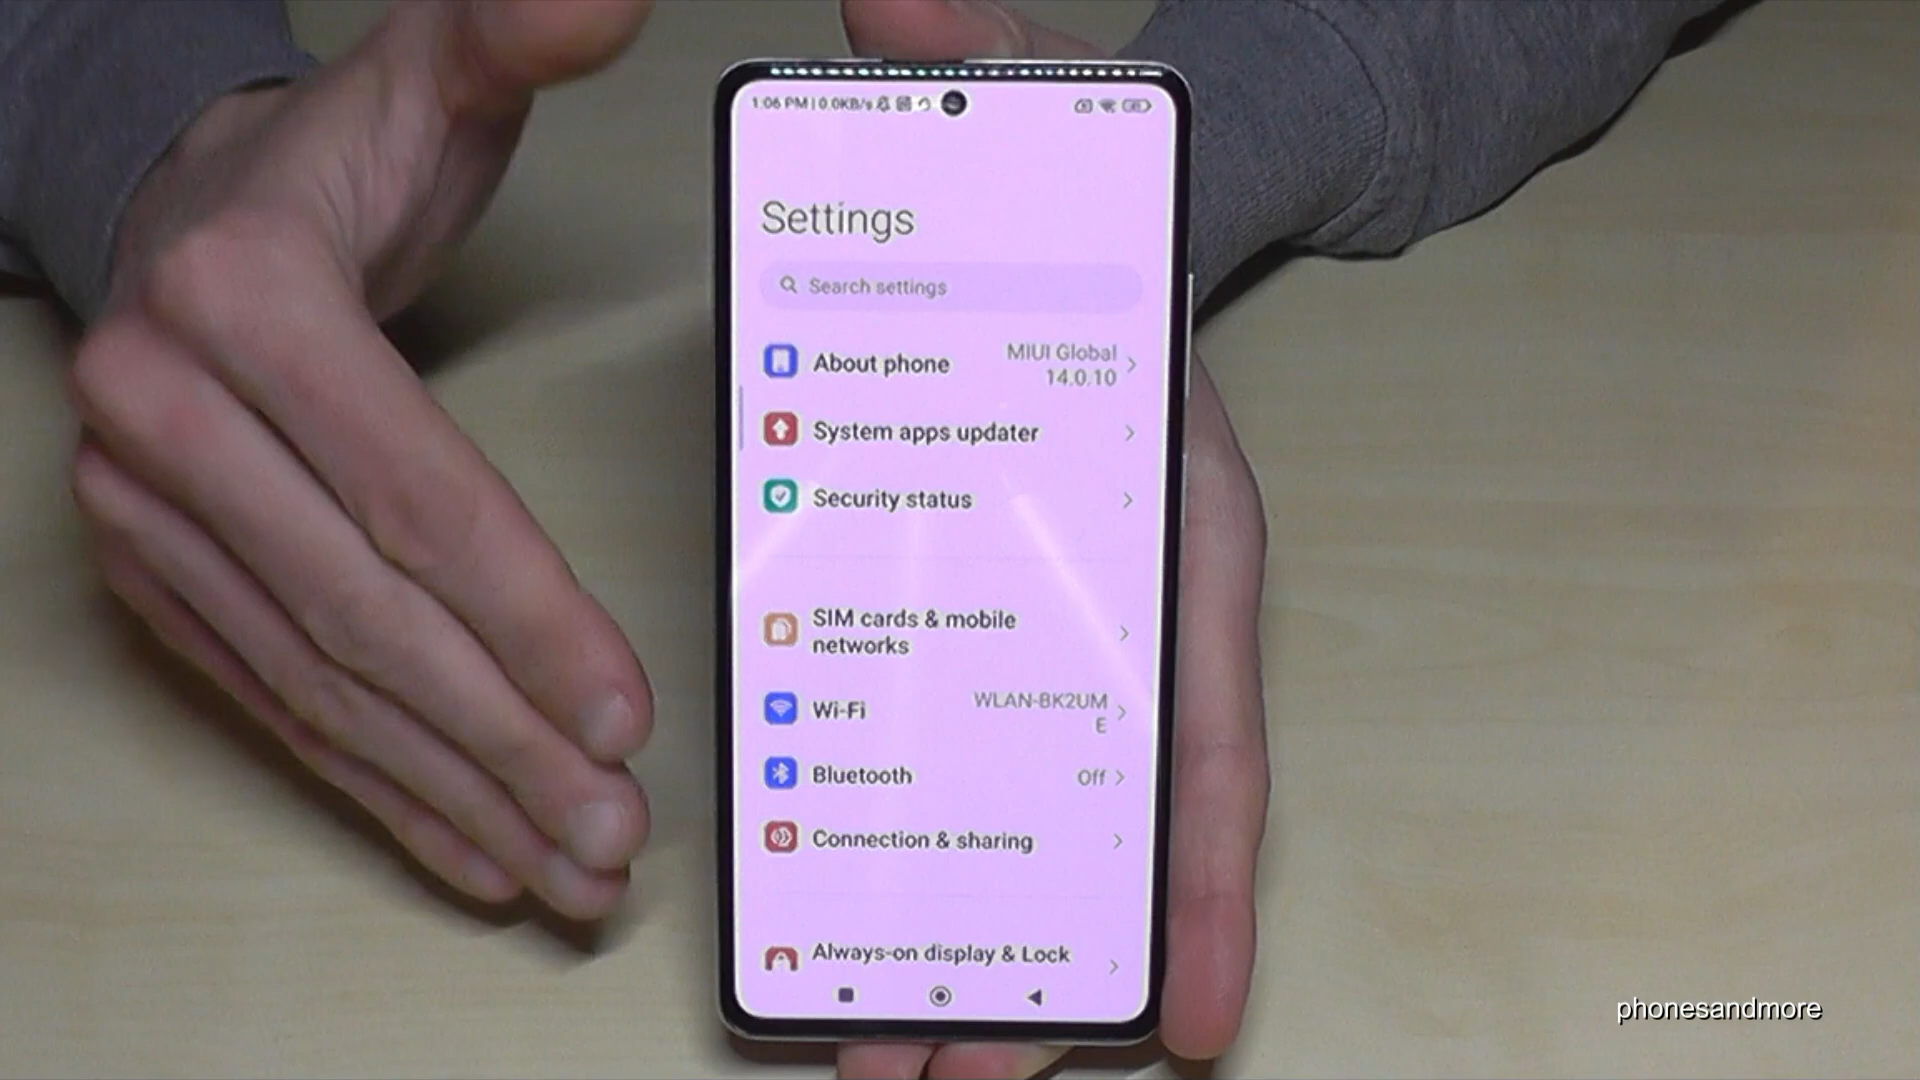 1:06 PM | 0.0KB/s
Settings
Search settings
About phone
MIUI Global
14.0.10
System apps updater
Security status
SIM cards & mobile
networks
Wi-Fi
WLAN-BK2UM
E
Bluetooth
Off
Connection & sharing
Always-on display & Lock
phonesandmore